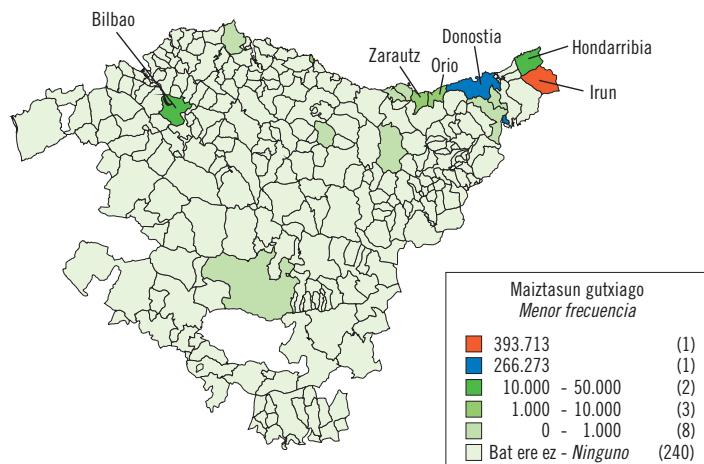 Bilbao
Donostia
Zarautz
Orio
Hondarribia
Irun
Maiztasun gutxiago
Menor frecuencia
393.713 (1)
266.273 (1)
10.000 - 50.000 (2)
1.000 - 10.000 (3)
0 - 1.000 (8)
Bat ere ez - Ninguno (240)